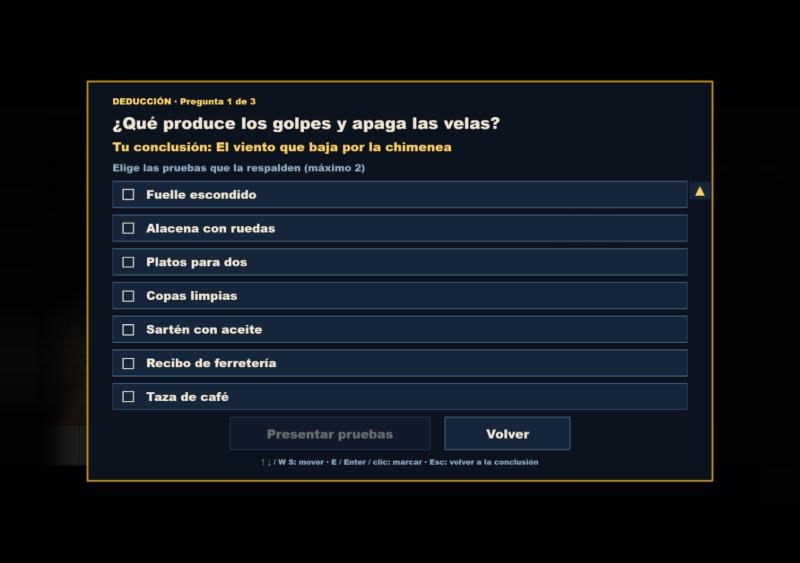 DEDUCCIÓN · Pregunta 1 de 3
¿Qué produce los golpes y apaga las velas?
Tu conclusión: El viento que baja por la chimenea
Elige las pruebas que la respalden (máximo 2)
Fuelle escondido
Alacena con ruedas
Platos para dos
Copas limpias
Sartén con aceite
Recibo de ferretería
Taza de café
Presentar pruebas
Volver
↑ ↓ / W S: mover · E / Enter / clic: marcar · Esc: volver a la conclusión